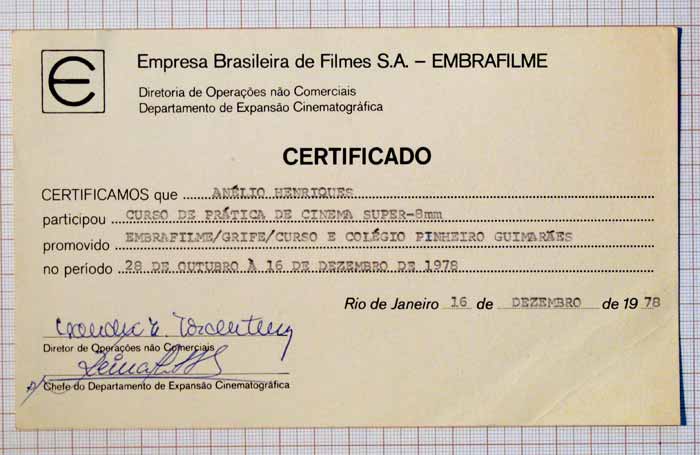 Empresa Brasileira de Filmes S.A. – EMBRAFILME
Diretoria de Operações não Comerciais
Departamento de Expansão Cinematográfica
CERTIFICADO
CERTIFICAMOS que ANÉLIO HENRIQUES
participou CURSO DE PRÁTICA DE CINEMA SUPER-8mm
promovido EMBRAFILME/GRIFE/CURSO E COLÉGIO PINHEIRO GUIMARÃES
no período 28 DE OUTUBRO À 16 DE DEZEMBRO DE 1978
Rio de Janeiro 16 de DEZEMBRO de 1978
Diretor de Operações não Comerciais
Chefe do Departamento de Expansão Cinematográfica